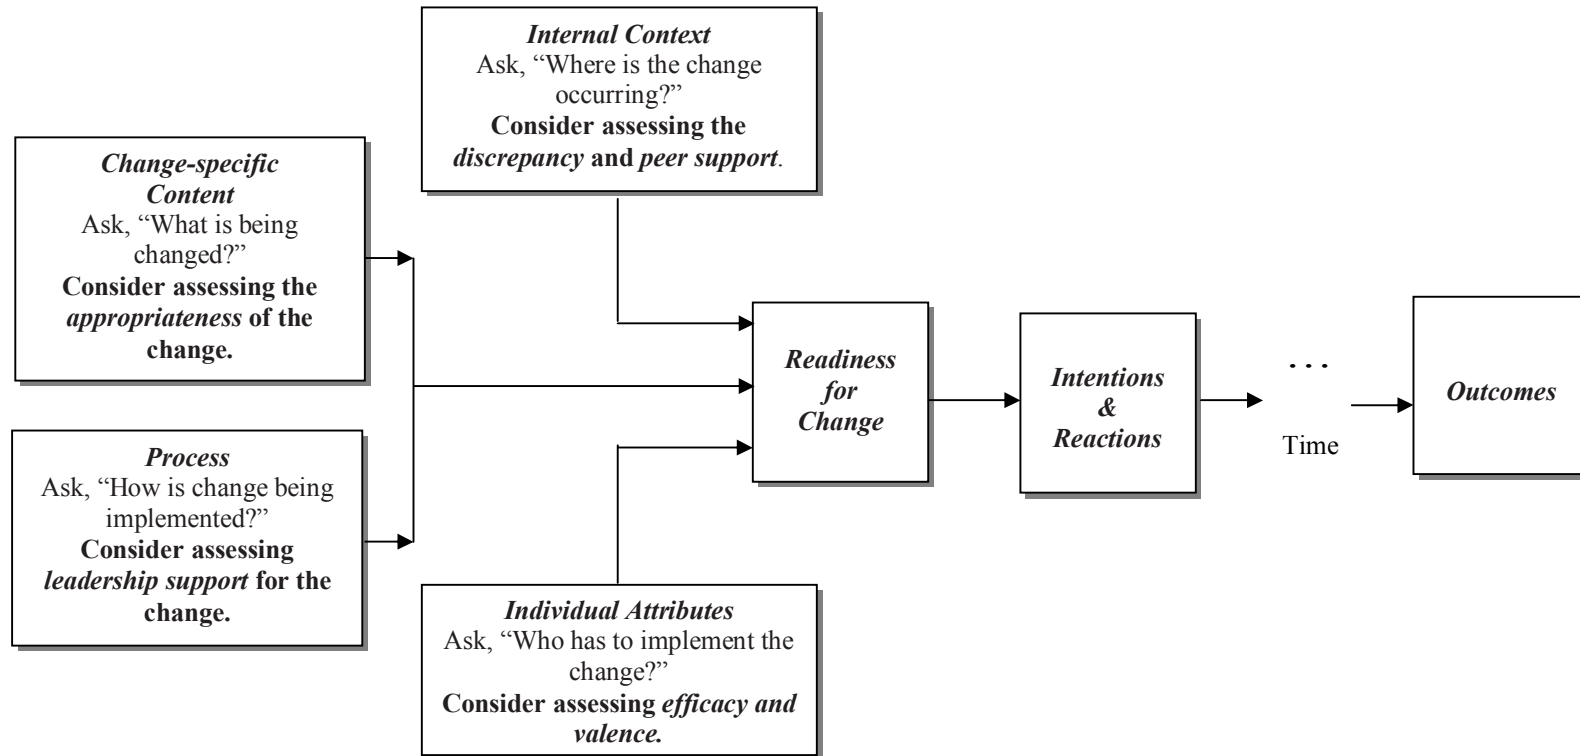 Internal Context
Ask, “Where is the change
occurring?”
Consider assessing the
discrepancy and peer support.
Change-specific
Content
Ask, “What is being
changed?”
Consider assessing the
appropriateness of the
change.
Process
Ask, “How is change being
implemented?”
Consider assessing
leadership support for the
change.
Individual Attributes
Ask, “Who has to implement the
change?”
Consider assessing efficacy and
valence.
Readiness
for
Change
Intentions
&
Reactions
...
Time
Outcomes